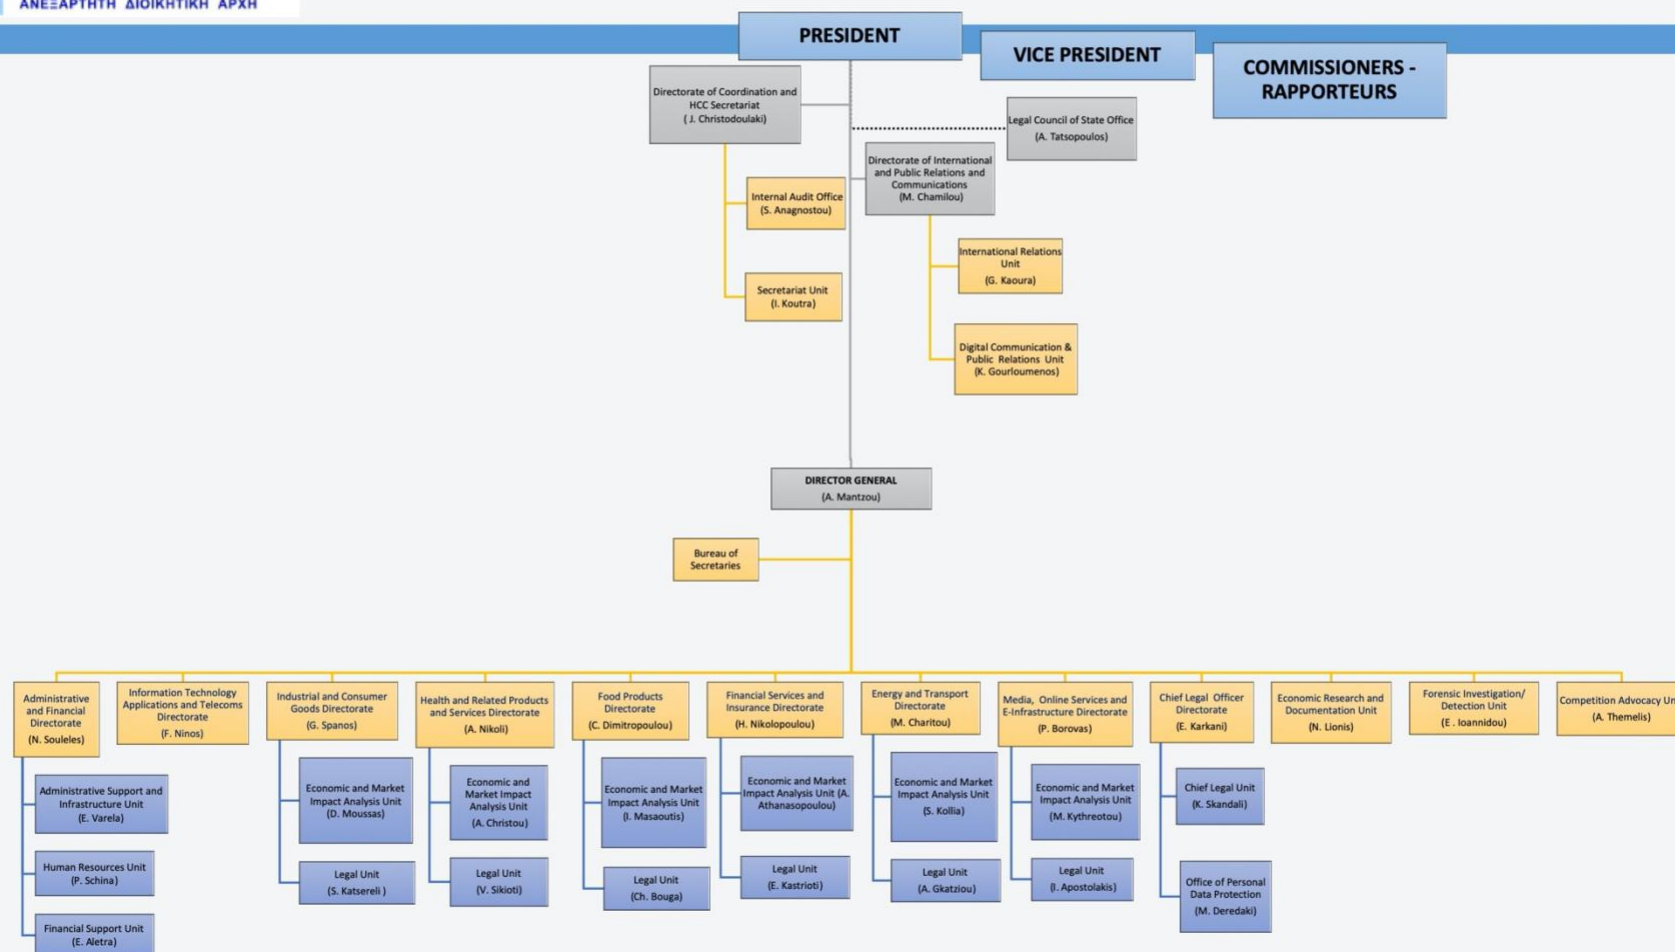 ΑΝΕΞΑΡΤΗΤΗ ΔΙΟΙΚΗΤΙΚΗ ΑΡΧΗ
PRESIDENT
VICE PRESIDENT
COMMISSIONERS -
RAPPORTEURS
Directorate of Coordination and
HCC Secretariat
( J. Christodoulaki)
Legal Council of State Office
(A. Tatsopoulos)
Directorate of International
and Public Relations and
Communications
(M. Chamilou)
Internal Audit Office
(S. Anagnostou)
Secretariat Unit
(I. Koutra)
International Relations
Unit
(G. Kaoura)
Digital Communication &
Public Relations Unit
(K. Gourloumenos)
DIRECTOR GENERAL
(A. Mantzou)
Bureau of
Secretaries
Administrative
and Financial
Directorate
(N. Souleles)
Information Technology
Applications and Telecoms
Directorate
(F. Ninos)
Industrial and Consumer
Goods Directorate
(G. Spanos)
Health and Related Products
and Services Directorate
(A. Nikoli)
Food Products
Directorate
(C. Dimitropoulou)
Financial Services and
Insurance Directorate
(H. Nikolopoulou)
Energy and Transport
Directorate
(M. Charitou)
Media, Online Services and
E-Infrastructure Directorate
(P. Borovas)
Chief Legal Officer
Directorate
(E. Karkani)
Economic Research and
Documentation Unit
(N. Lionis)
Forensic Investigation/
Detection Unit
(E . Ioannidou)
Competition Advocacy Un
(A. Themelis)
Administrative Support and
Infrastructure Unit
(E. Varela)
Human Resources Unit
(P. Schina)
Financial Support Unit
(E. Aletra)
Economic and Market
Impact Analysis Unit
(D. Moussas)
Legal Unit
(S. Katsereli )
Economic and
Market Impact
Analysis Unit
(A. Christou)
Legal Unit
(V. Sikioti)
Economic and Market
Impact Analysis Unit
(I. Masaoutis)
Legal Unit
(Ch. Bouga)
Economic and Market
Impact Analysis Unit (A.
Athanasopoulou)
Legal Unit
(E. Kastrioti)
Economic and Market
Impact Analysis Unit
(S. Kollia)
Legal Unit
(A. Gkatziou)
Economic and Market
Impact Analysis Unit
(M. Kythreotou)
Legal Unit
(I. Apostolakis)
Chief Legal Unit
(K. Skandali)
Office of Personal
Data Protection
(M. Deredaki)